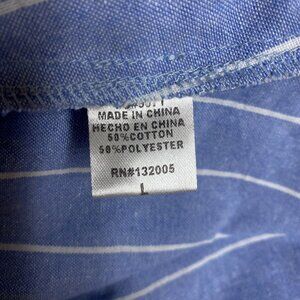 MADE IN CHINA
HECHO EN CHINA
50%COTTON
50%POLYESTER
RN#132005
L